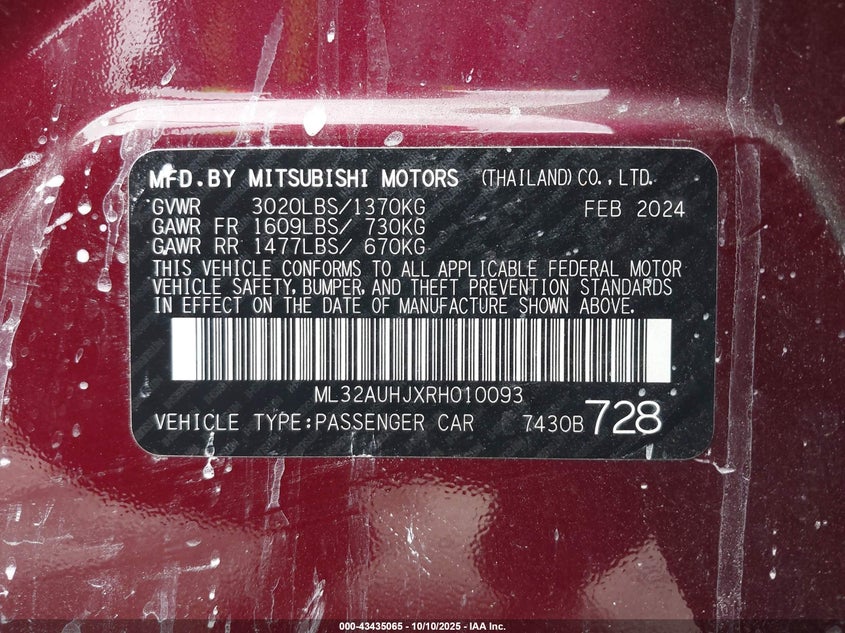 MFD.BY MITSUBISHI MOTORS (THAILAND) CO.,LTD.
GVWR 3020LBS/1370KG FEB 2024
GAWR FR 1609LBS/ 730KG
GAWR RR 1477LBS/ 670KG
THIS VEHICLE CONFORMS TO ALL APPLICABLE FEDERAL MOTOR
VEHICLE SAFETY, BUMPER, AND THEFT PREVENTION STANDARDS
IN EFFECT ON THE DATE OF MANUFACTURE SHOWN ABOVE.
ML32AUHJXRH010093
VEHICLE TYPE:PASSENGER CAR 7430B 728
000-43435065 - 10/10/2025 - IAA Inc.